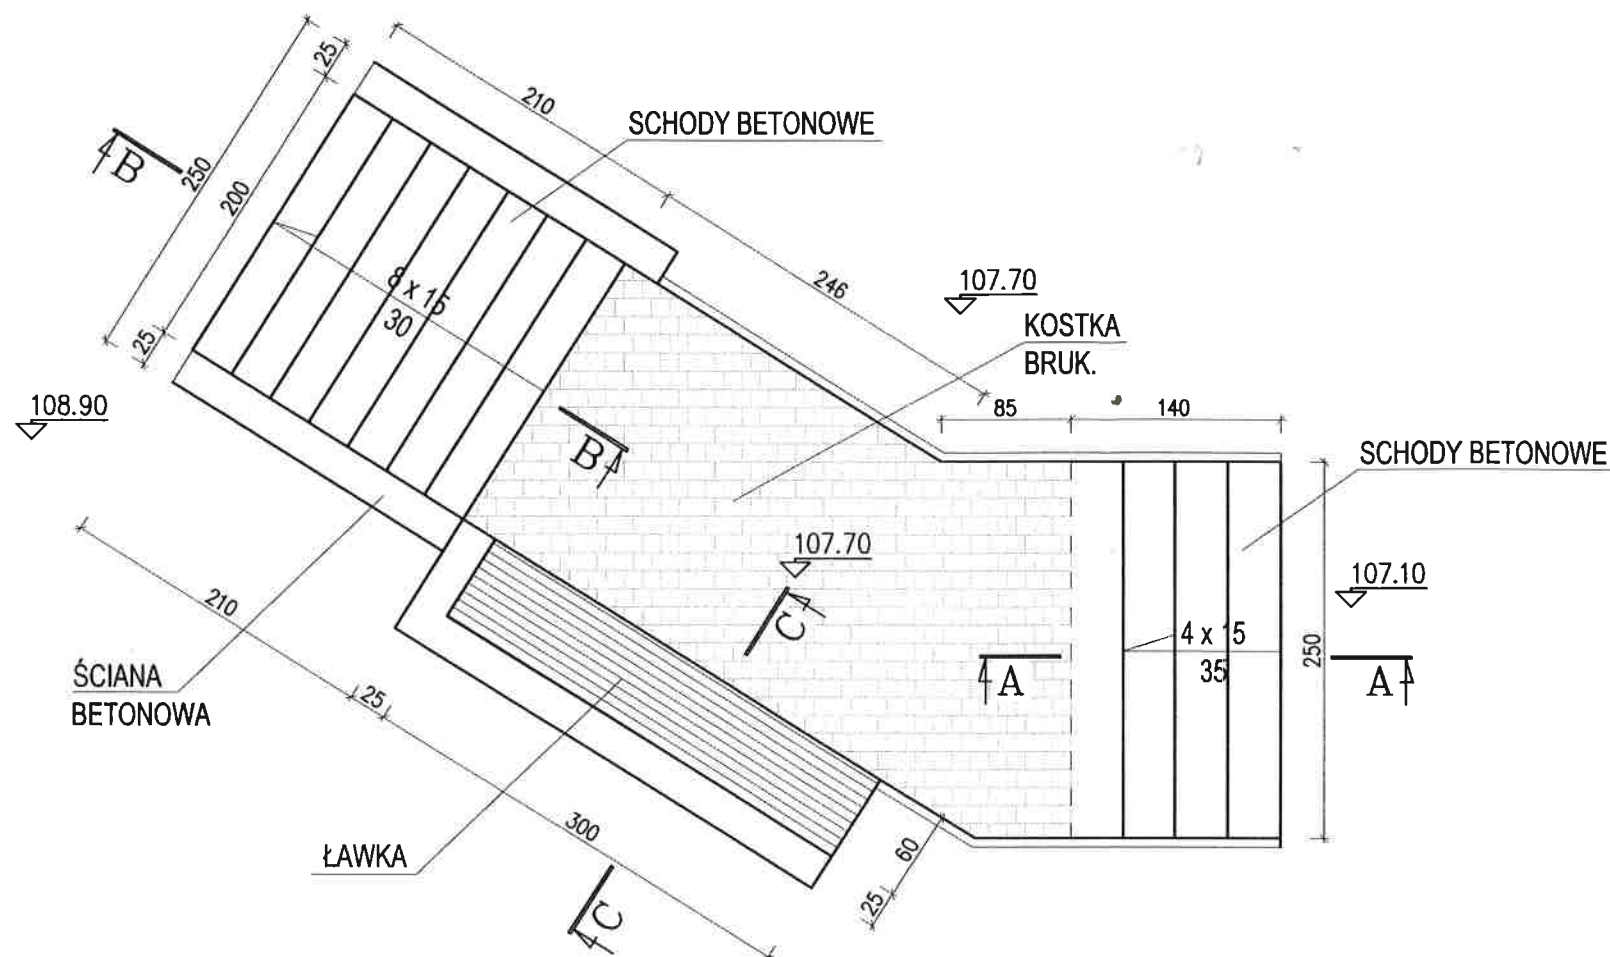 25
210
SCHODY BETONOWE
B
250
200
8 x 15
30
246
107.70
KOSTKA
BRUK.
25
108.90
85
140
SCHODY BETONOWE
B
107.70
107.10
C
4 x 15
35
250
A
A
210
ŚCIANA
BETONOWA
25
300
ŁAWKA
60
25
C